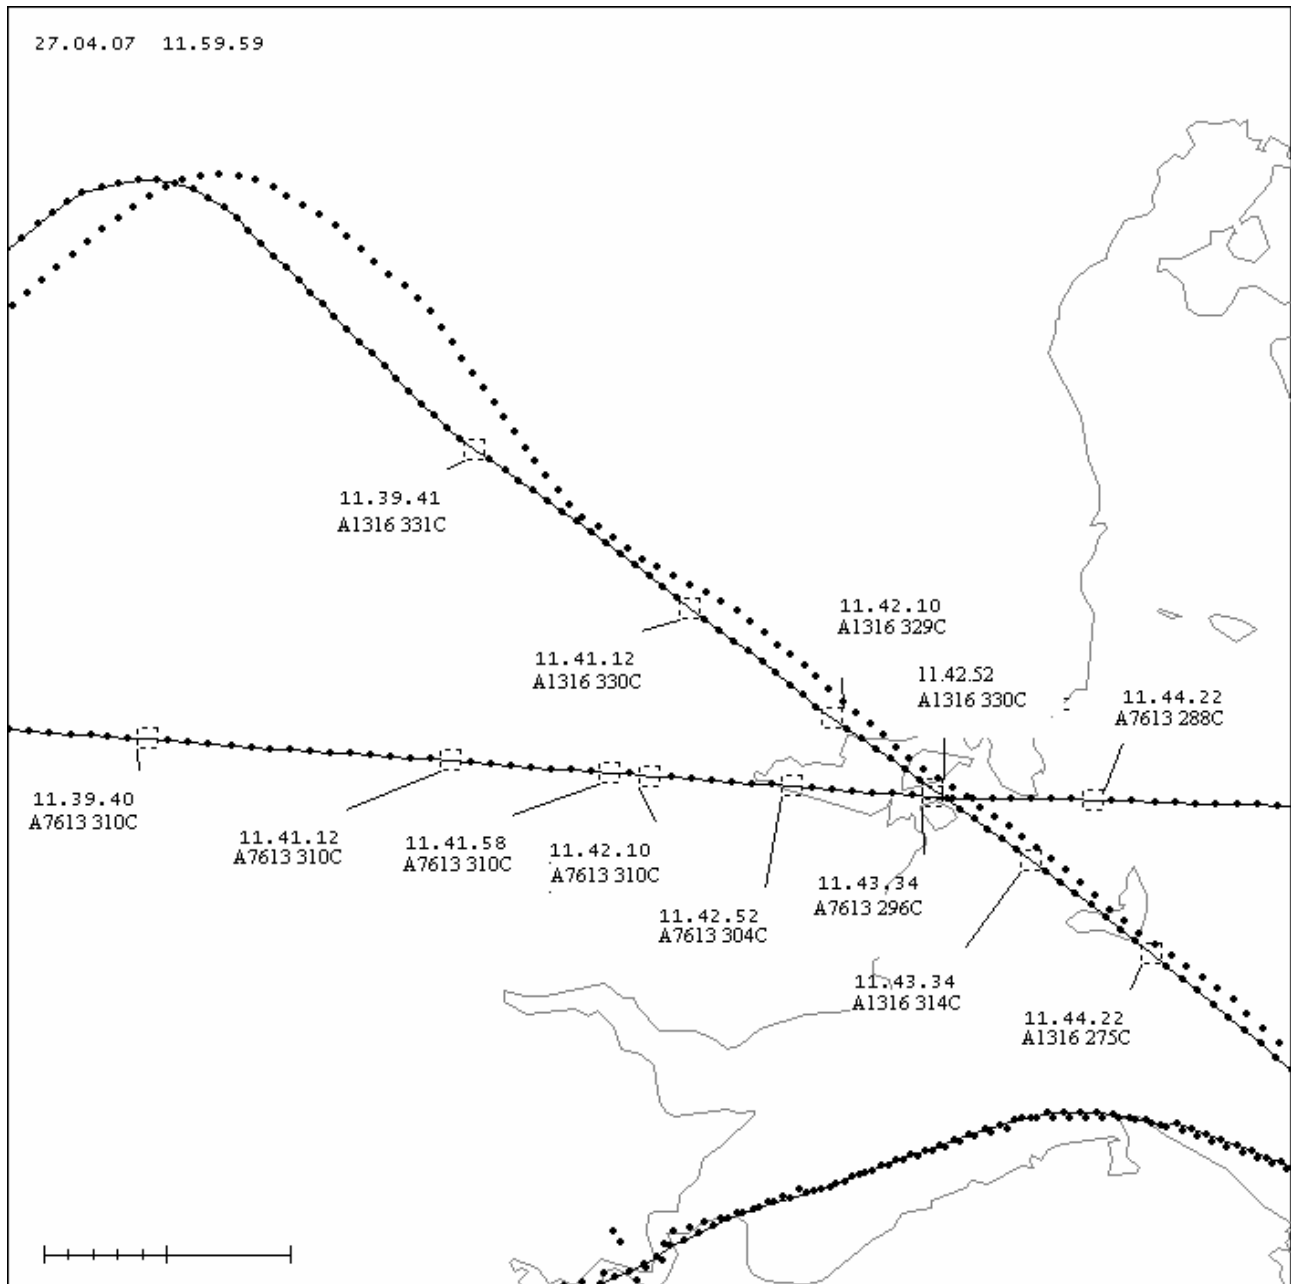 27.04.07 11.59.59
11.39.41
A1316 331C
11.42.10
A1316 329C
11.41.12
A1316 330C
11.42.52
A1316 330C
11.44.22
A7613 288C
11.39.40
A7613 310C
11.41.12
A7613 310C
11.41.58
A7613 310C
11.42.10
A7613 310C
11.42.52
A7613 304C
11.43.34
A7613 296C
11.43.34
A1316 314C
11.44.22
A1316 275C